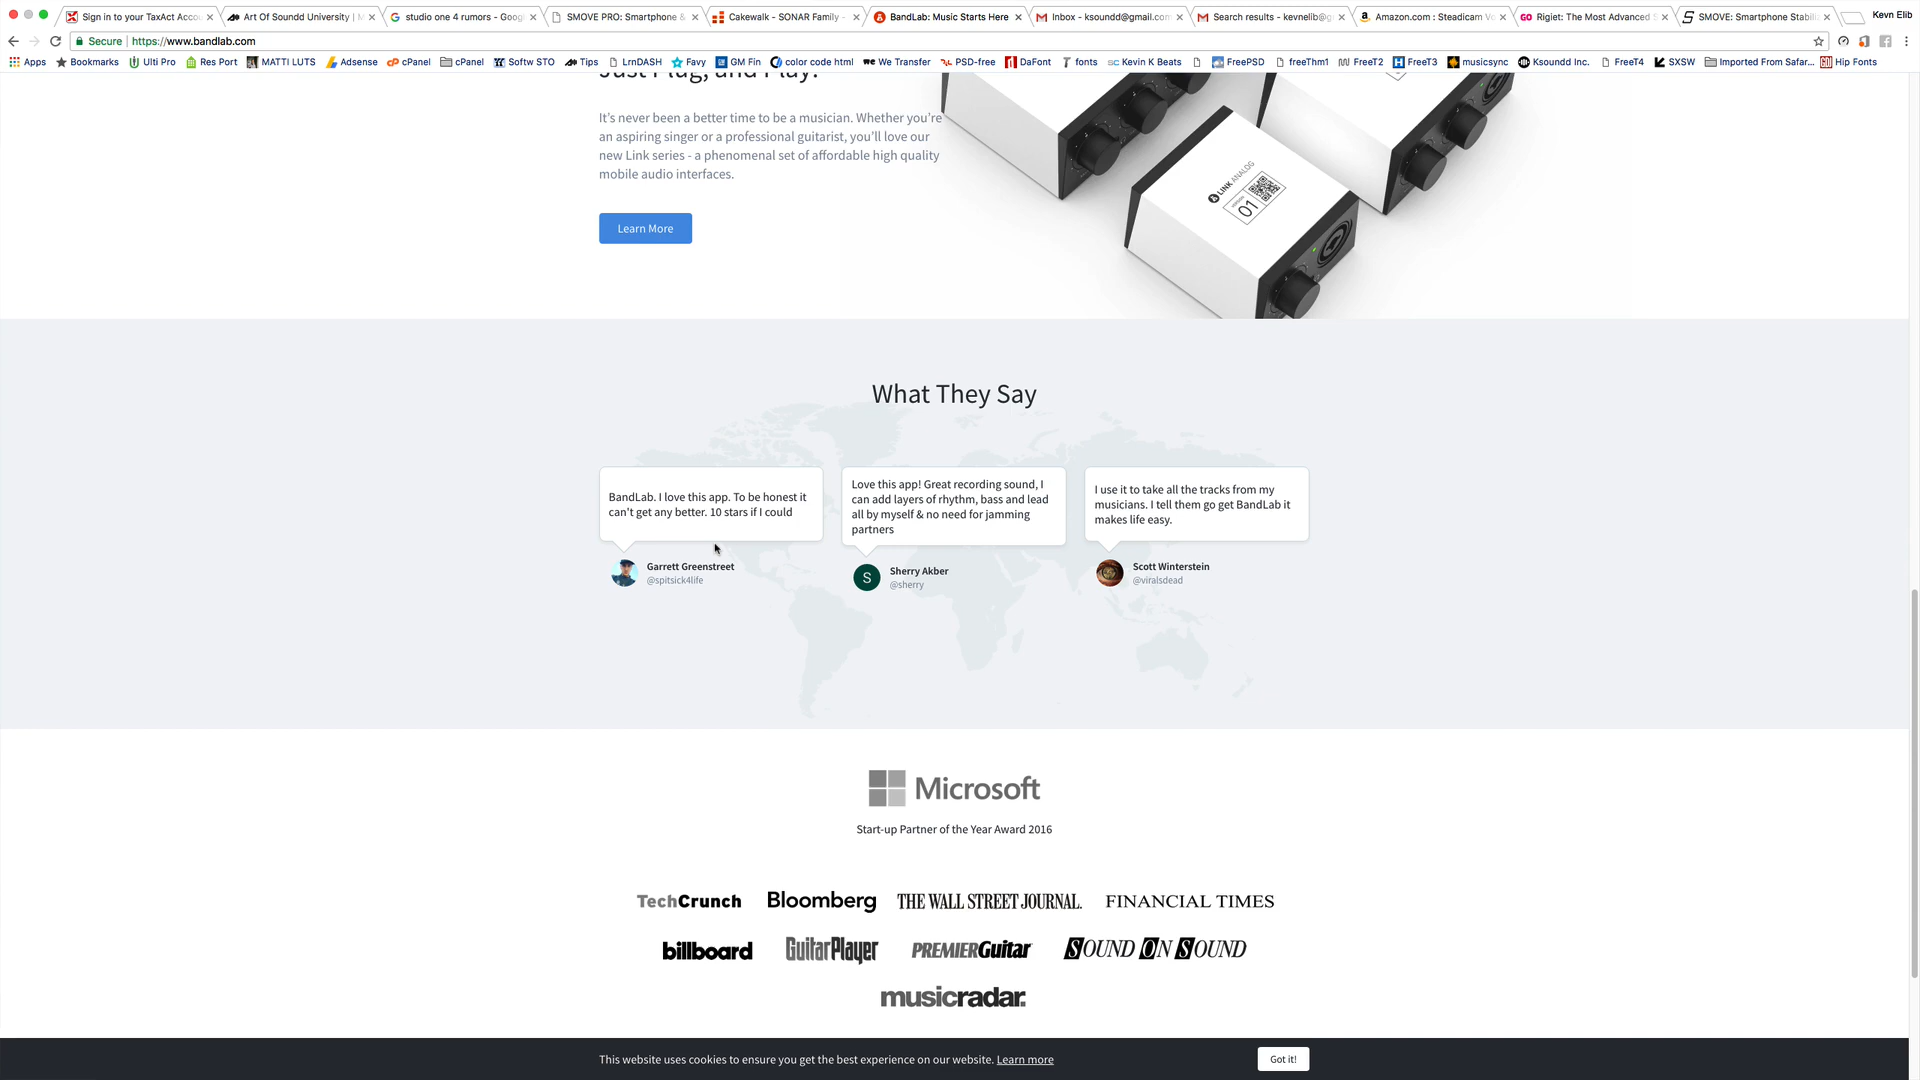 Sign in to your TaxAct Accou
Art Of Soundd University | M
studio one 4 rumors - Googl
SMOVE PRO: Smartphone &
Cakewalk - SONAR Family -
BandLab: Music Starts Here
Inbox - ksoundd@gmail.com
Search results - kevnelib@g
Amazon.com : Steadicam Vo
GO Rigiet: The Most Advanced S
SMOVE: Smartphone Stabili
Kevn Elib
Secure | https://www.bandlab.com
Apps Bookmarks Ulti Pro Res Port MATTI LUTS Adsense cPanel cPanel Softw STO Tips LrnDASH Favy GM Fin color code html We Transfer PSD-free DaFont fonts Kevin K Beats FreePSD freeThm1 FreeT2 FreeT3 musicsync Ksoundd Inc. FreeT4 SXSW Imported From Safar... Hip Fonts
Just Plug, and Play!
It's never been a better time to be a musician. Whether you're
an aspiring singer or a professional guitarist, you'll love our
new Link series - a phenomenal set of affordable high quality
mobile audio interfaces.
Learn More
LINK ANALOG
01
What They Say
BandLab. I love this app. To be honest it
can't get any better. 10 stars if I could
Garrett Greenstreet
@spitsick4life
Love this app! Great recording sound, I
can add layers of rhythm, bass and lead
all by myself & no need for jamming
partners
S
Sherry Akber
@sherry
I use it to take all the tracks from my
musicians. I tell them go get BandLab it
makes life easy.
Scott Winterstein
@viralsdead
Microsoft
Start-up Partner of the Year Award 2016
TechCrunch Bloomberg THE WALL STREET JOURNAL. FINANCIAL TIMES
billboard GuitarPlayer PREMIERGuitar SOUND ON SOUND
musicradar.
This website uses cookies to ensure you get the best experience on our website. Learn more
Got it!